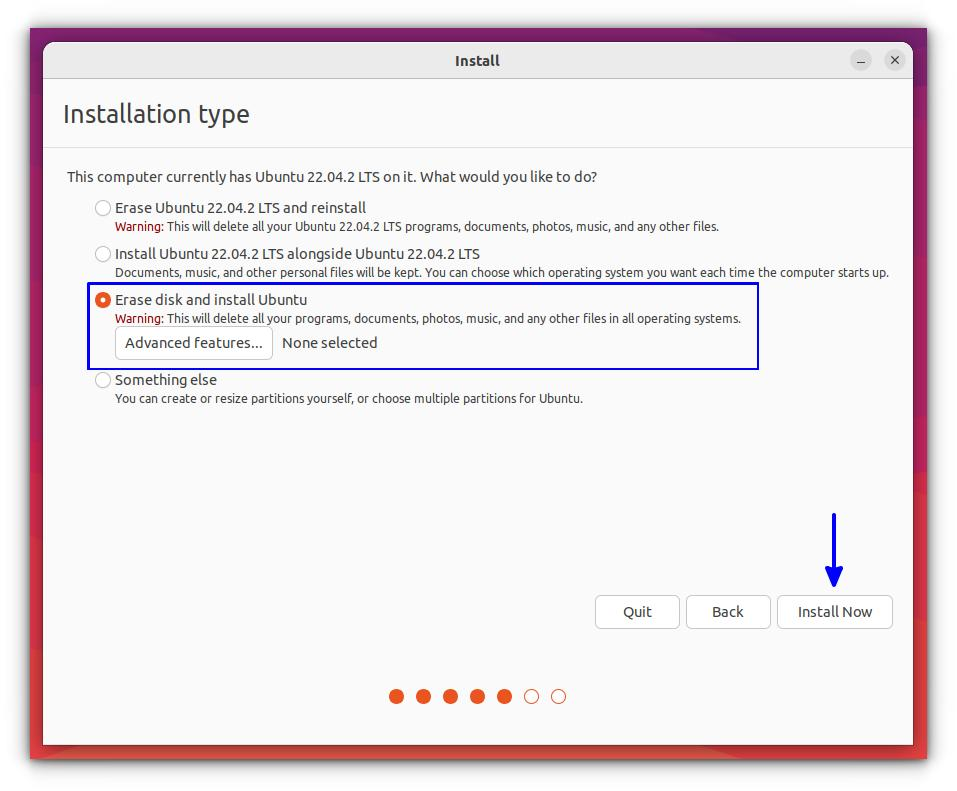 Install
Installation type
This computer currently has Ubuntu 22.04.2 LTS on it. What would you like to do?
Erase Ubuntu 22.04.2 LTS and reinstall
Warning: This will delete all your Ubuntu 22.04.2 LTS programs, documents, photos, music, and any other files.
Install Ubuntu 22.04.2 LTS alongside Ubuntu 22.04.2 LTS
Documents, music, and other personal files will be kept. You can choose which operating system you want each time the computer starts up.
Erase disk and install Ubuntu
Warning: This will delete all your programs, documents, photos, music, and any other files in all operating systems.
Advanced features... None selected
Something else
You can create or resize partitions yourself, or choose multiple partitions for Ubuntu.
Quit Back Install Now